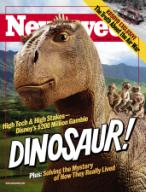 Newsweek
High Tech & High Stakes—
Disney's $200 Million Gamble
DINOSAUR!
Plus: Solving the Mystery
of How They Really Lived